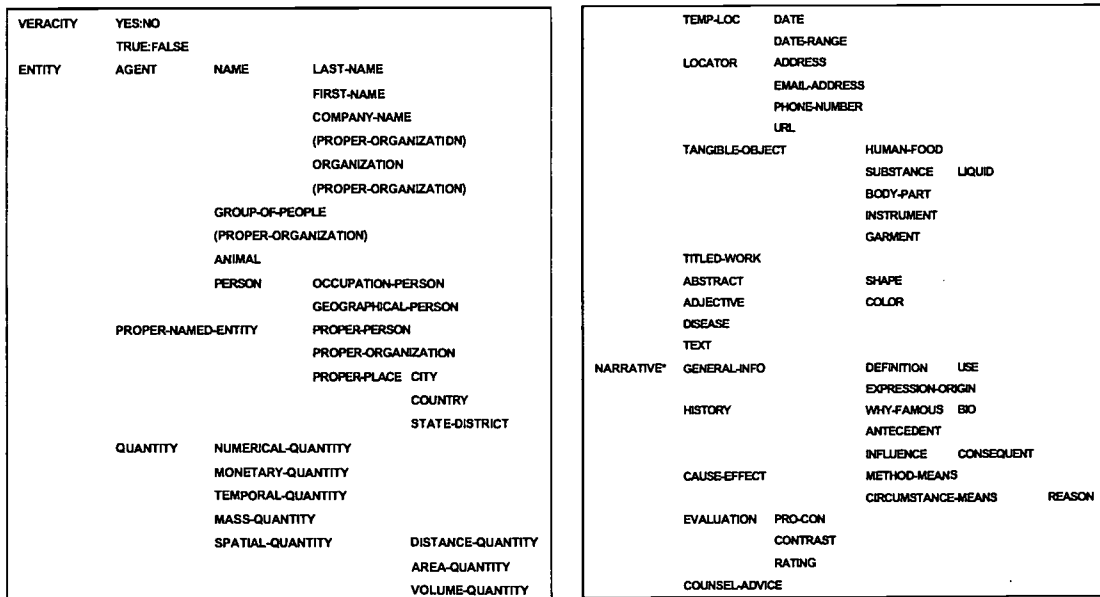 VERACITY YES:NO
TRUE:FALSE
ENTITY AGENT NAME LAST-NAME
FIRST-NAME
COMPANY-NAME
(PROPER-ORGANIZATION)
ORGANIZATION
(PROPER-ORGANIZATION)
GROUP-OF-PEOPLE
(PROPER-ORGANIZATION)
ANIMAL
PERSON OCCUPATION-PERSON
GEOGRAPHICAL-PERSON
PROPER-NAMED-ENTITY PROPER-PERSON
PROPER-ORGANIZATION
PROPER-PLACE CITY
COUNTRY
STATE-DISTRICT
QUANTITY NUMERICAL-QUANTITY
MONETARY-QUANTITY
TEMPORAL-QUANTITY
MASS-QUANTITY
SPATIAL-QUANTITY DISTANCE-QUANTITY
AREA-QUANTITY
VOLUME-QUANTITY
TEMP-LOC DATE
DATE-RANGE
LOCATOR ADDRESS
EMAIL-ADDRESS
PHONE-NUMBER
URL
TANGIBLE-OBJECT HUMAN-FOOD
SUBSTANCE LIQUID
BODY-PART
INSTRUMENT
GARMENT
TITLED-WORK
ABSTRACT SHAPE
ADJECTIVE COLOR
DISEASE
TEXT
NARRATIVE* GENERAL-INFO DEFINITION USE
EXPRESSION-ORIGIN
HISTORY WHY-FAMOUS BIO
ANTECEDENT
INFLUENCE CONSEQUENT
CAUSE-EFFECT METHOD-MEANS
CIRCUMSTANCE-MEANS REASON
EVALUATION PRO-CON
CONTRAST
RATING
COUNSEL-ADVICE